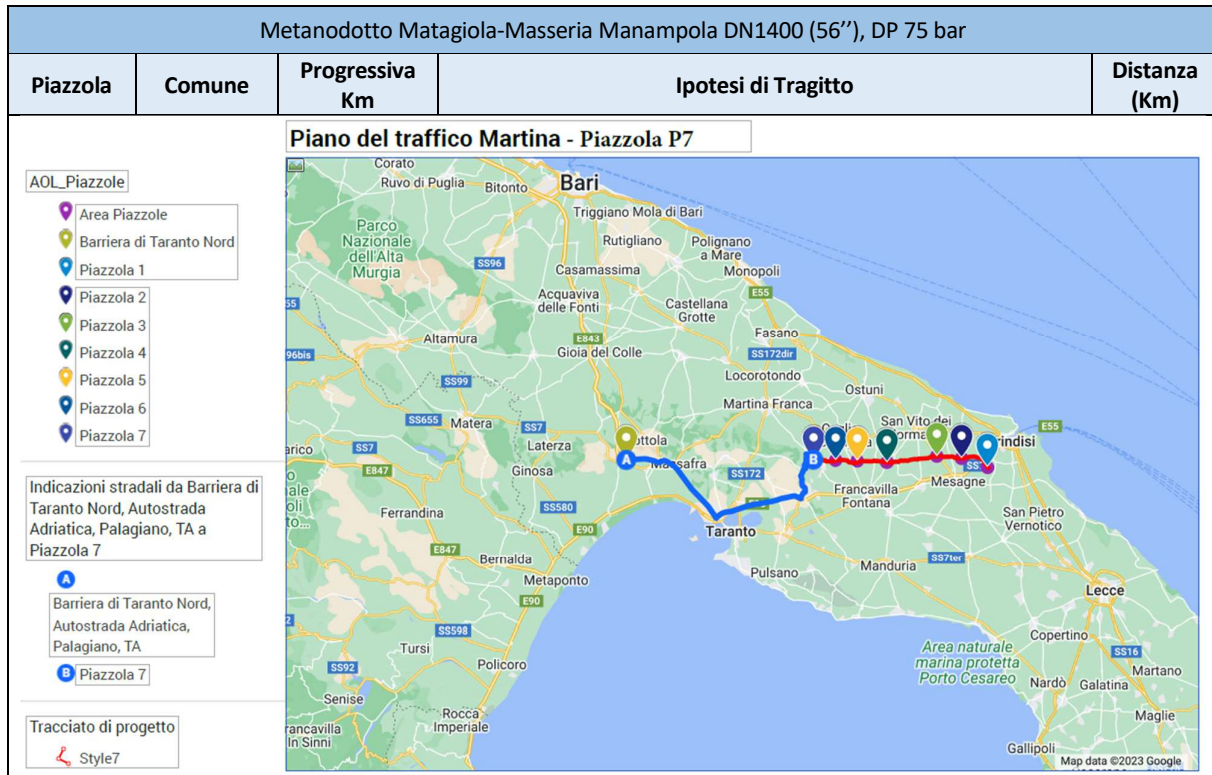 Metanodotto Matagiola-Masseria Manampola DN1400 (56’’), DP 75 bar
Piazzola
Comune
Progressiva
Km
Ipotesi di Tragitto
Distanza
(Km)
Piano del traffico Martina - Piazzola P7
AOL_Piazzole
Area Piazzole
Barriera di Taranto Nord
Piazzola 1
Piazzola 2
Piazzola 3
Piazzola 4
Piazzola 5
Piazzola 6
Piazzola 7
Indicazioni stradali da Barriera di
Taranto Nord, Autostrada
Adriatica, Palagiano, TA a
Piazzola 7
A
Barriera di Taranto Nord,
Autostrada Adriatica,
Palagiano, TA
B Piazzola 7
Tracciato di progetto
Style7
Corato
Ruvo di Puglia
Bitonto
Bari
Triggiano
Mola di Bari
Parco
Nazionale
dell'Alta
Murgia
Rutigliano
Polignano
a Mare
SS96
Casamassima
Monopoli
E55
Acquaviva
delle Fonti
Castellana
Grotte
Fasano
Altamura
E843
Gioia del Colle
SS172dir
96bis
Locorotondo
SS99
Ostuni
Martina Franca
SS655
Matera
SS7
Laterza
San Vito dei
E55
SS7
A
B
E847
Ginosa
SS172
Mesagne
Ferrandina
SS580
Francavilla
Fontana
San Pietro
Vernotico
E90
Taranto
E847
Bernalda
SS7ter
Manduria
Metaponto
Pulsano
Lecce
E90
SS598
Copertino
Tursi
Area naturale
marina protetta
Porto Cesareo
SS16
SS92
Policoro
Martano
Nardò
Galatina
Senise
Rocca
Imperiale
Maglie
In Sinni
Gallipoli
Map data ©2023 Google